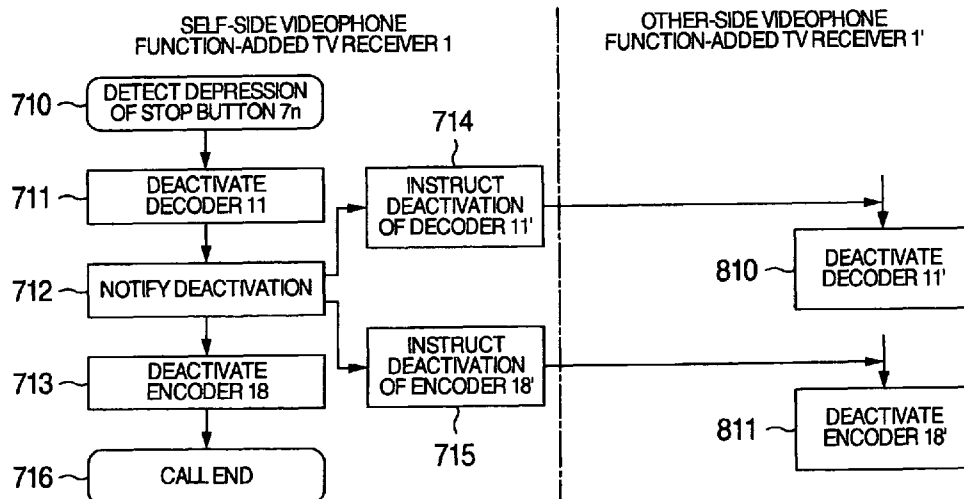 SELF-SIDE VIDEOPHONE
FUNCTION-ADDED TV RECEIVER 1
OTHER-SIDE VIDEOPHONE
FUNCTION-ADDED TV RECEIVER 1'
710
DETECT DEPRESSION
OF STOP BUTTON 7n
714
711
DEACTIVATE
DECODER 11
INSTRUCT
DEACTIVATION
OF DECODER 11'
712
NOTIFY DEACTIVATION
810
DEACTIVATE
DECODER 11'
713
DEACTIVATE
ENCODER 18
INSTRUCT
DEACTIVATION
OF ENCODER 18'
715
811
DEACTIVATE
ENCODER 18'
716
CALL END